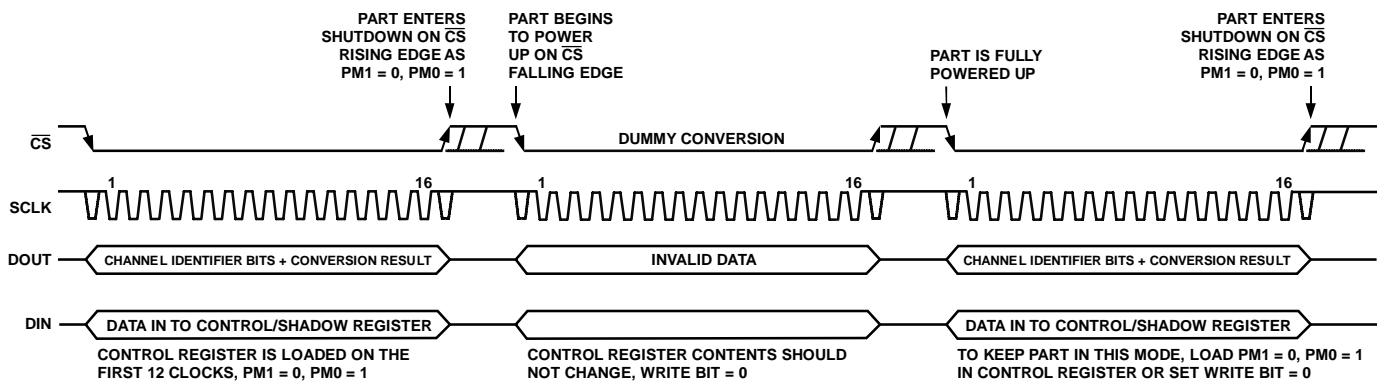 PART ENTERS
SHUTDOWN ON CS
RISING EDGE AS
PM1 = 0, PM0 = 1
PART BEGINS
TO POWER
UP ON CS
FALLING EDGE
PART IS FULLY
POWERED UP
PART ENTERS
SHUTDOWN ON CS
RISING EDGE AS
PM1 = 0, PM0 = 1
CS
DUMMY CONVERSION
SCLK
1
16
1
16
1
16
DOUT
CHANNEL IDENTIFIER BITS + CONVERSION RESULT
INVALID DATA
CHANNEL IDENTIFIER BITS + CONVERSION RESULT
DIN
DATA IN TO CONTROL/SHADOW REGISTER
DATA IN TO CONTROL/SHADOW REGISTER
CONTROL REGISTER IS LOADED ON THE
FIRST 12 CLOCKS, PM1 = 0, PM0 = 1
CONTROL REGISTER CONTENTS SHOULD
NOT CHANGE, WRITE BIT = 0
TO KEEP PART IN THIS MODE, LOAD PM1 = 0, PM0 = 1
IN CONTROL REGISTER OR SET WRITE BIT = 0